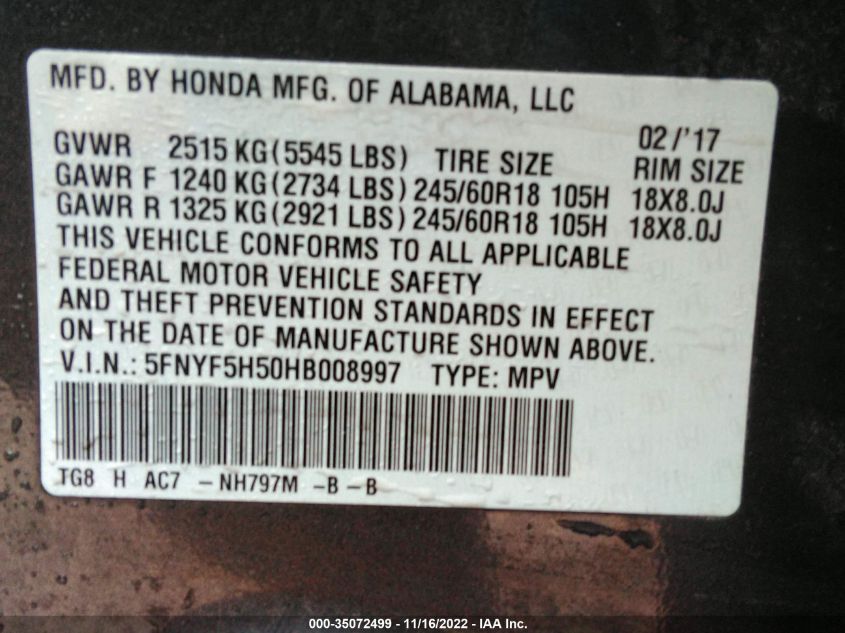 MFD. BY HONDA MFG. OF ALABAMA, LLC
02/'17
GVWR 2515 KG(5545 LBS) TIRE SIZE RIM SIZE
GAWR F 1240 KG(2734 LBS) 245/60R18 105H 18X8.0J
GAWR R 1325 KG(2921 LBS) 245/60R18 105H 18X8.0J
THIS VEHICLE CONFORMS TO ALL APPLICABLE
FEDERAL MOTOR VEHICLE SAFETY
AND THEFT PREVENTION STANDARDS IN EFFECT
ON THE DATE OF MANUFACTURE SHOWN ABOVE.
V.I.N.: 5FNYF5H50HB008997 TYPE: MPV
TG8 H AC7 -NH797M -B-B
000-35072499 - 11/16/2022 - IAA Inc.